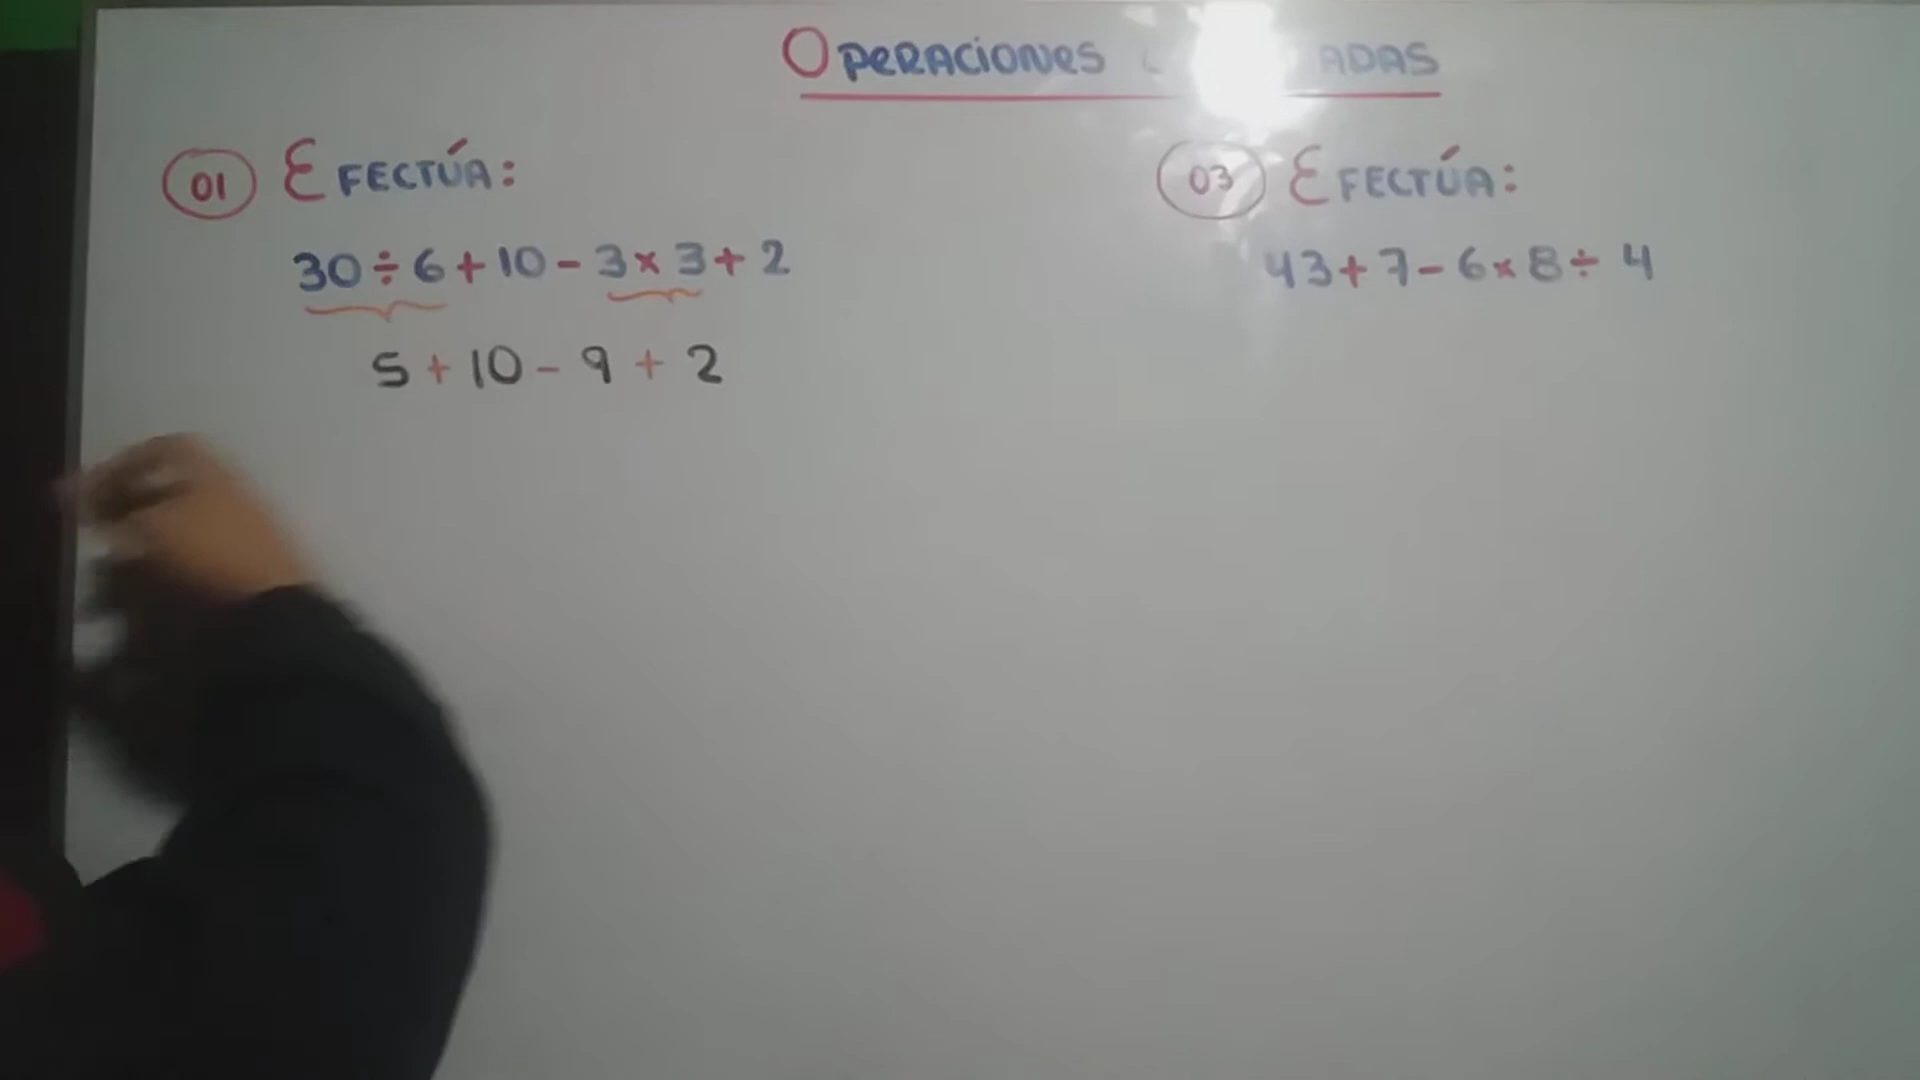 Operaciones
01 Efectúa:
30 ÷ 6 + 10 - 3 x 3 + 2
5 + 10 - 9 + 2
03 Efectúa:
43 + 7 - 6 x 8 ÷ 4